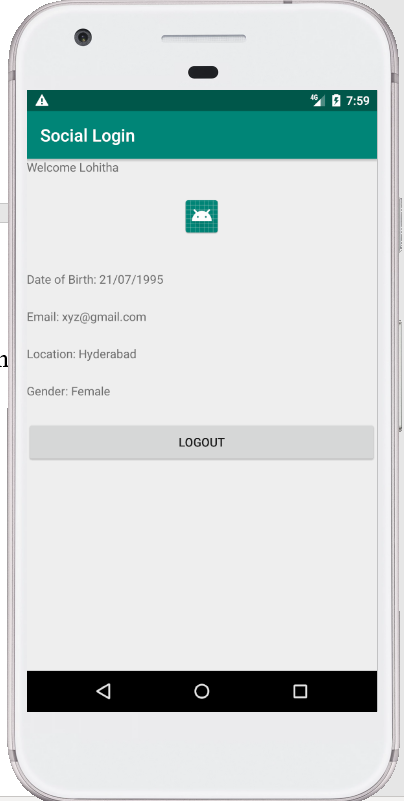 4G 7:59
Social Login
Welcome Lohitha
Date of Birth: 21/07/1995
Email: xyz@gmail.com
n
Location: Hyderabad
Gender: Female
LOGOUT